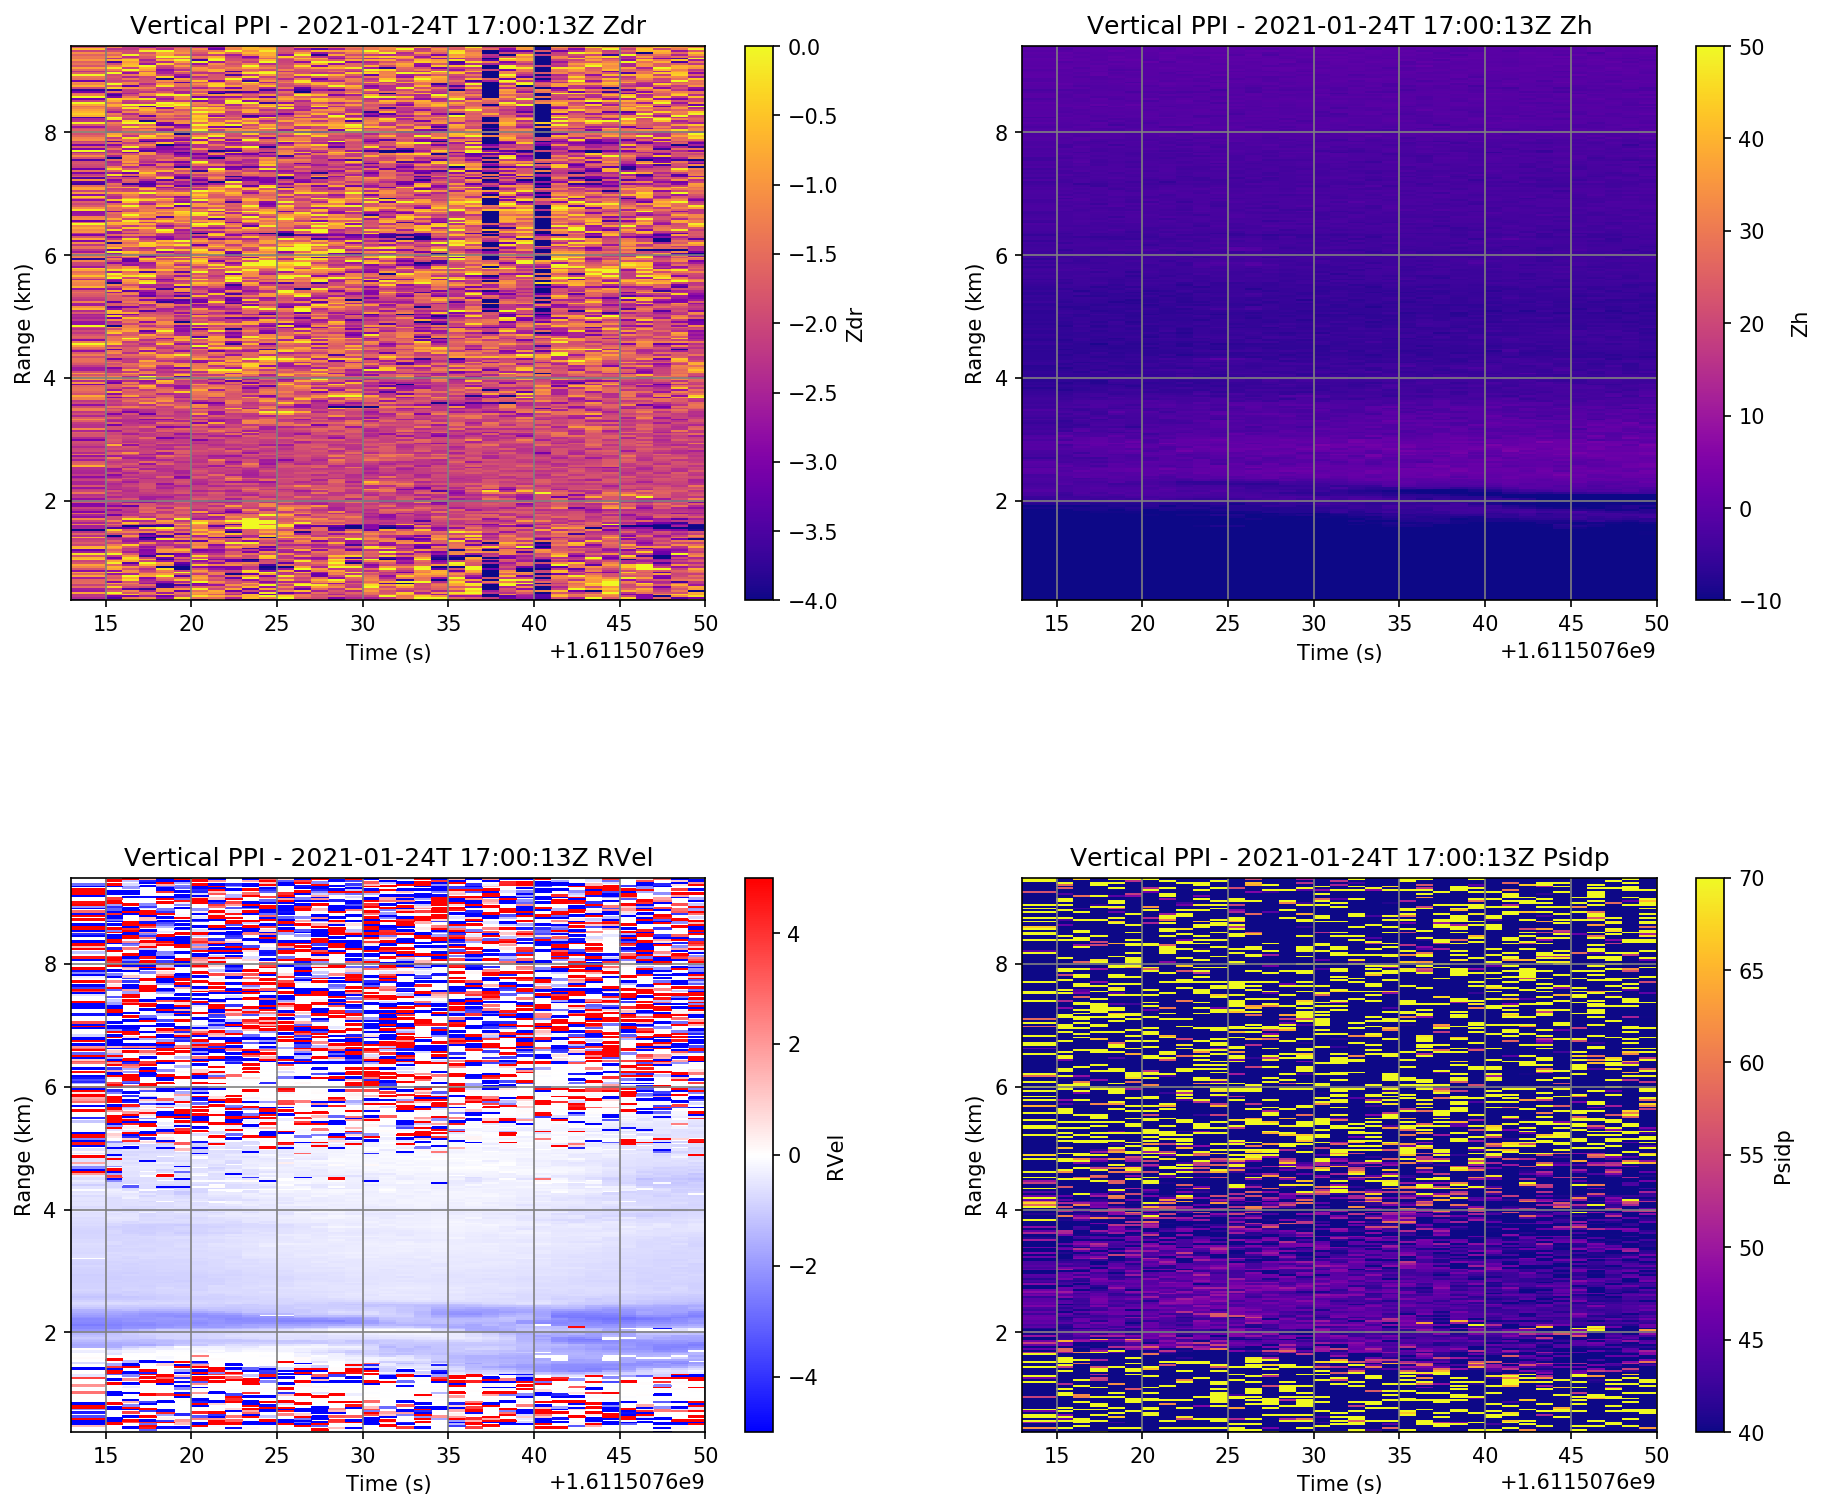 Vertical PPI - 2021-01-24T 17:00:13Z Zdr
Range (km)
8
6
4
2
15 20 25 30 35 40 45 50
Time (s)
+1.6115076e9
0.0
−0.5
−1.0
−1.5
−2.0
−2.5
−3.0
−3.5
−4.0
Zdr
Vertical PPI - 2021-01-24T 17:00:13Z Zh
Range (km)
8
6
4
2
15 20 25 30 35 40 45 50
Time (s)
+1.6115076e9
50
40
30
20
10
0
−10
Zh
Vertical PPI - 2021-01-24T 17:00:13Z RVel
Range (km)
8
6
4
2
15 20 25 30 35 40 45 50
Time (s)
+1.6115076e9
4
2
0
−2
−4
RVel
Vertical PPI - 2021-01-24T 17:00:13Z Psidp
Range (km)
8
6
4
2
15 20 25 30 35 40 45 50
Time (s)
+1.6115076e9
70
65
60
55
50
45
40
Psidp